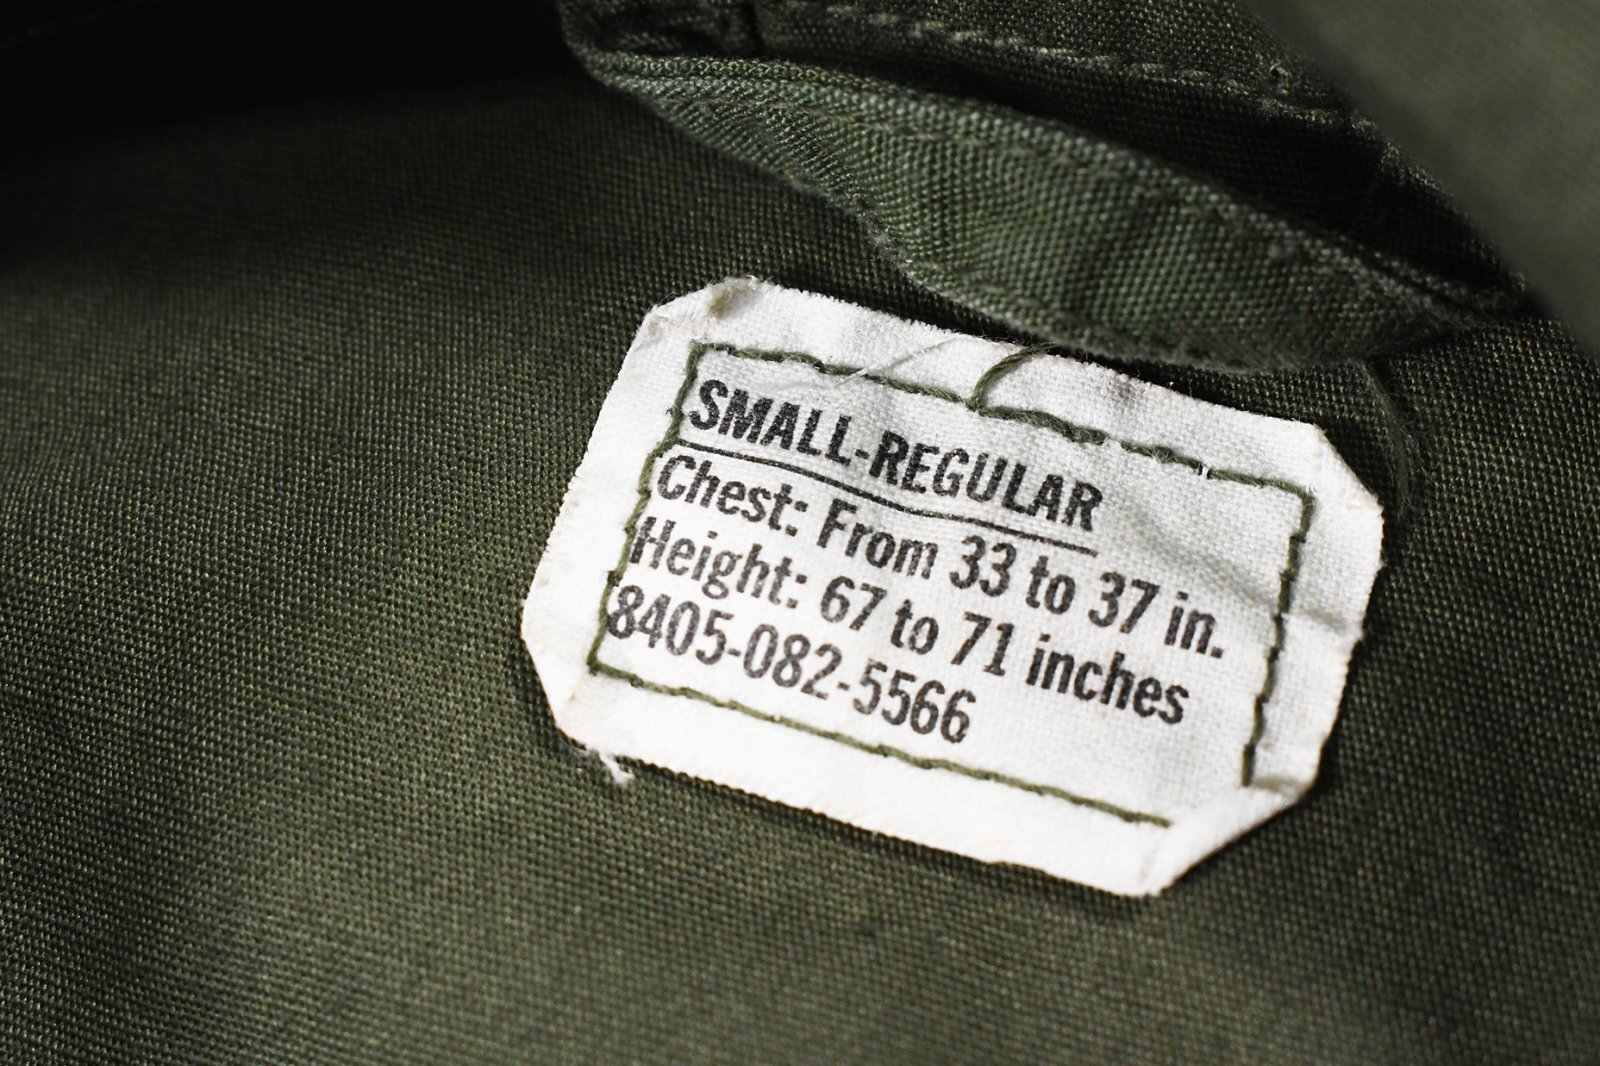 SMALL-REGULAR
Chest: From 33 to 37 in.
Height: 67 to 71 inches
8405-082-5566